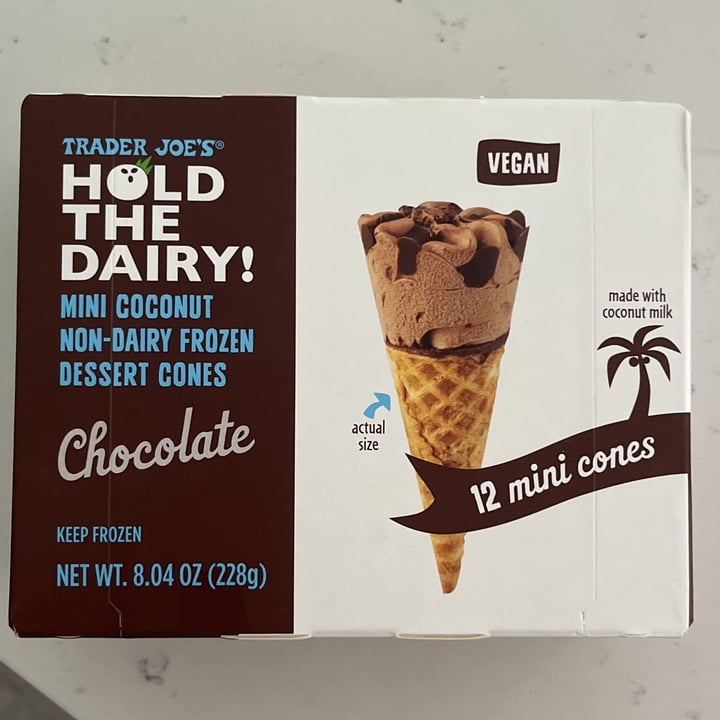 TRADER JOE'S®
HOLD
THE
DAIRY!
MINI COCONUT
NON-DAIRY FROZEN
DESSERT CONES
Chocolate
KEEP FROZEN
NET WT. 8.04 OZ (228g)
VEGAN
made with
coconut milk
actual
size
12 mini cones